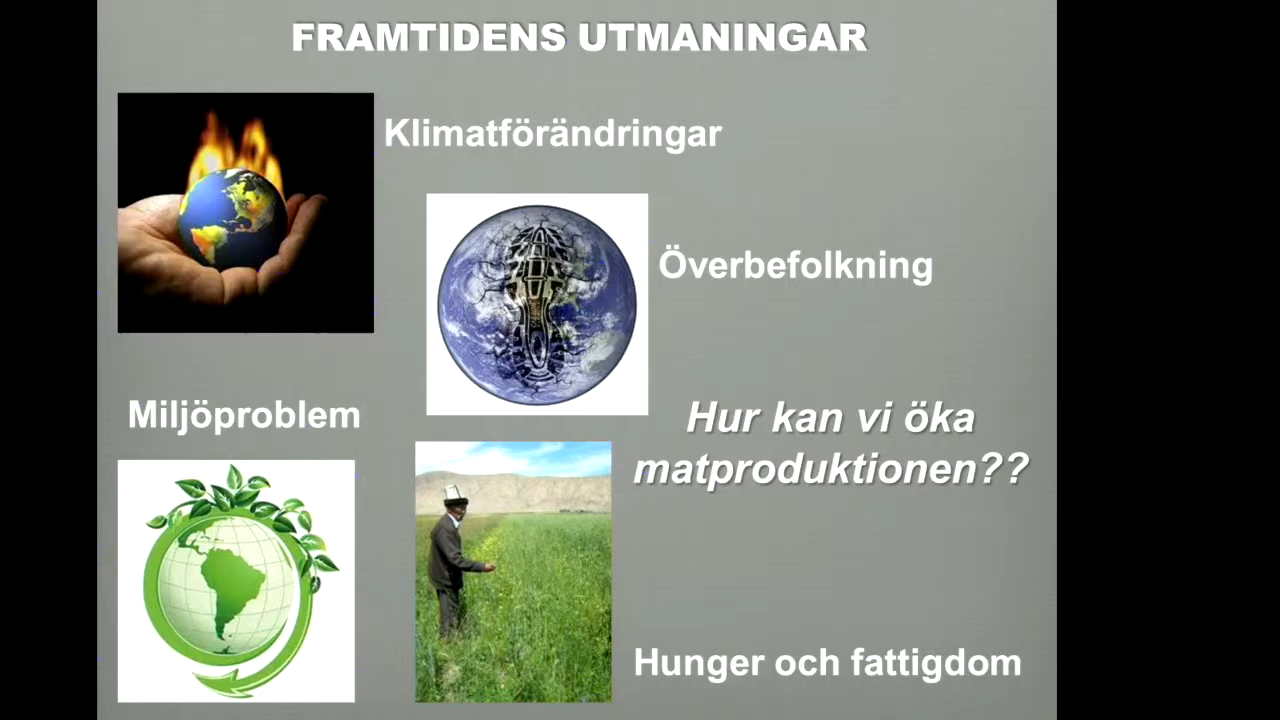 FRAMTIDENS UTMANINGAR
Klimatförändringar
Överbefolkning
Miljöproblem
Hur kan vi öka
matproduktionen??
Hunger och fattigdom